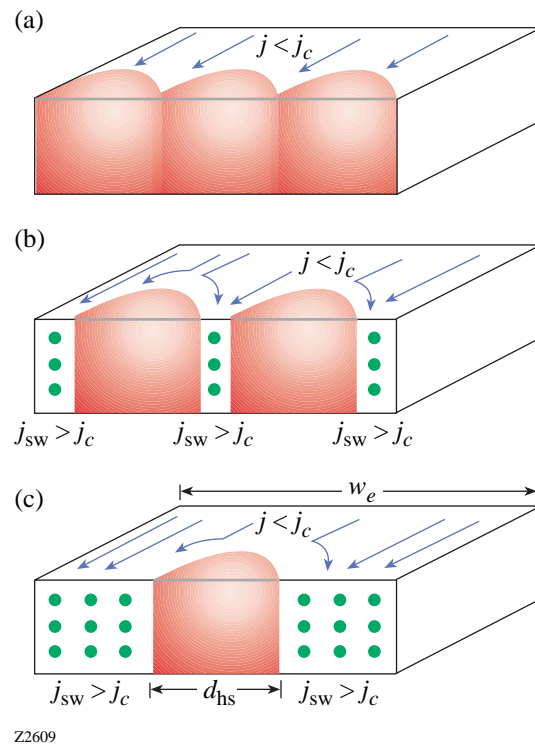 (a)
j < j_c
(b)
j < j_c
j_sw > j_c j_sw > j_c j_sw > j_c
(c)
w_e
j < j_c
j_sw > j_c d_hs j_sw > j_c
Z2609